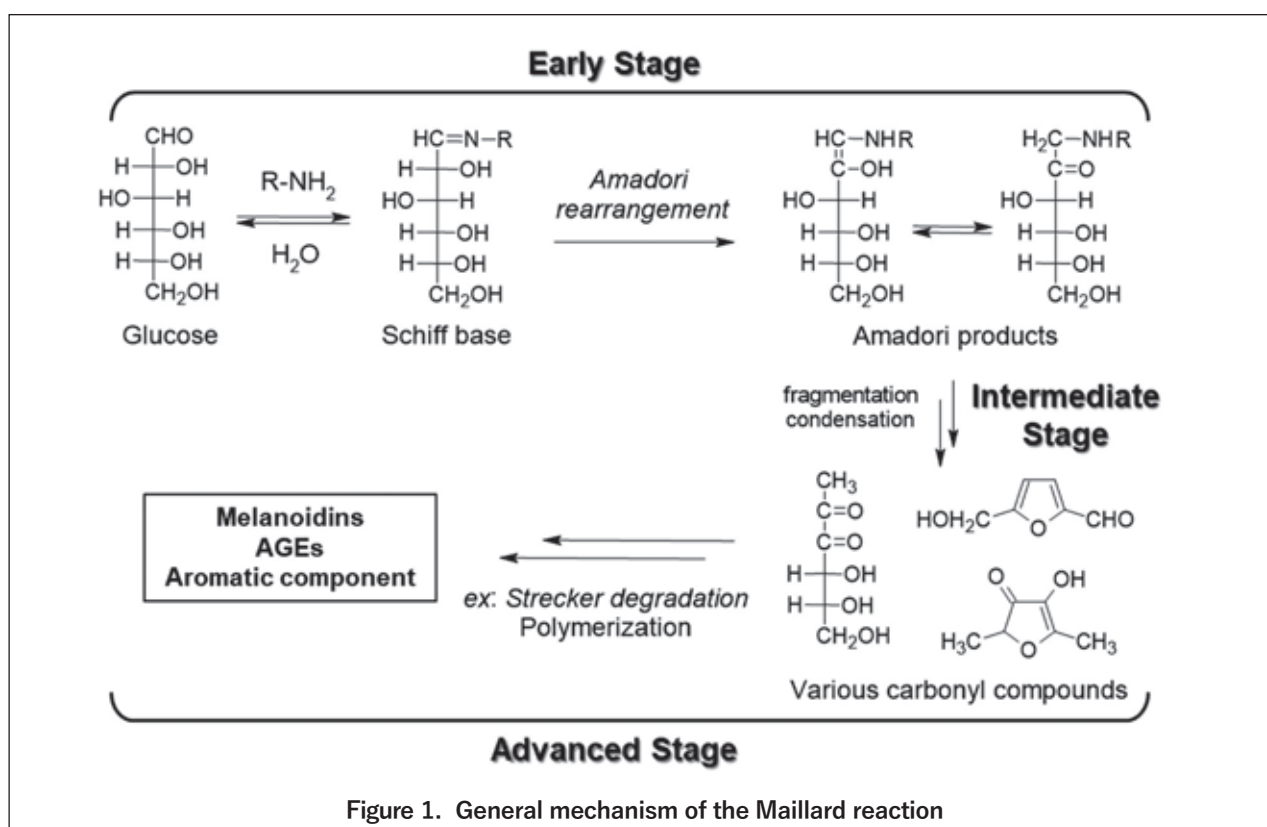 Early Stage
CHO
H OH
HO H
H OH
H OH
CH₂OH
Glucose
R-NH₂
H₂O
HC=N-R
H OH
HO H
H OH
H OH
CH₂OH
Schiff base
Amadori
rearrangement
HC-NHR
C-OH
HO H
H OH
H OH
CH₂OH
H₂C-NHR
C=O
HO H
H OH
H OH
CH₂OH
Amadori products
fragmentation
condensation
Intermediate
Stage
CH₃
C=O
C=O
H OH
H OH
CH₂OH
HOH₂C O CHO
O OH
H₃C O CH₃
Various carbonyl compounds
ex: Strecker degradation
Polymerization
Melanoidins
AGEs
Aromatic component
Advanced Stage
Figure 1. General mechanism of the Maillard reaction